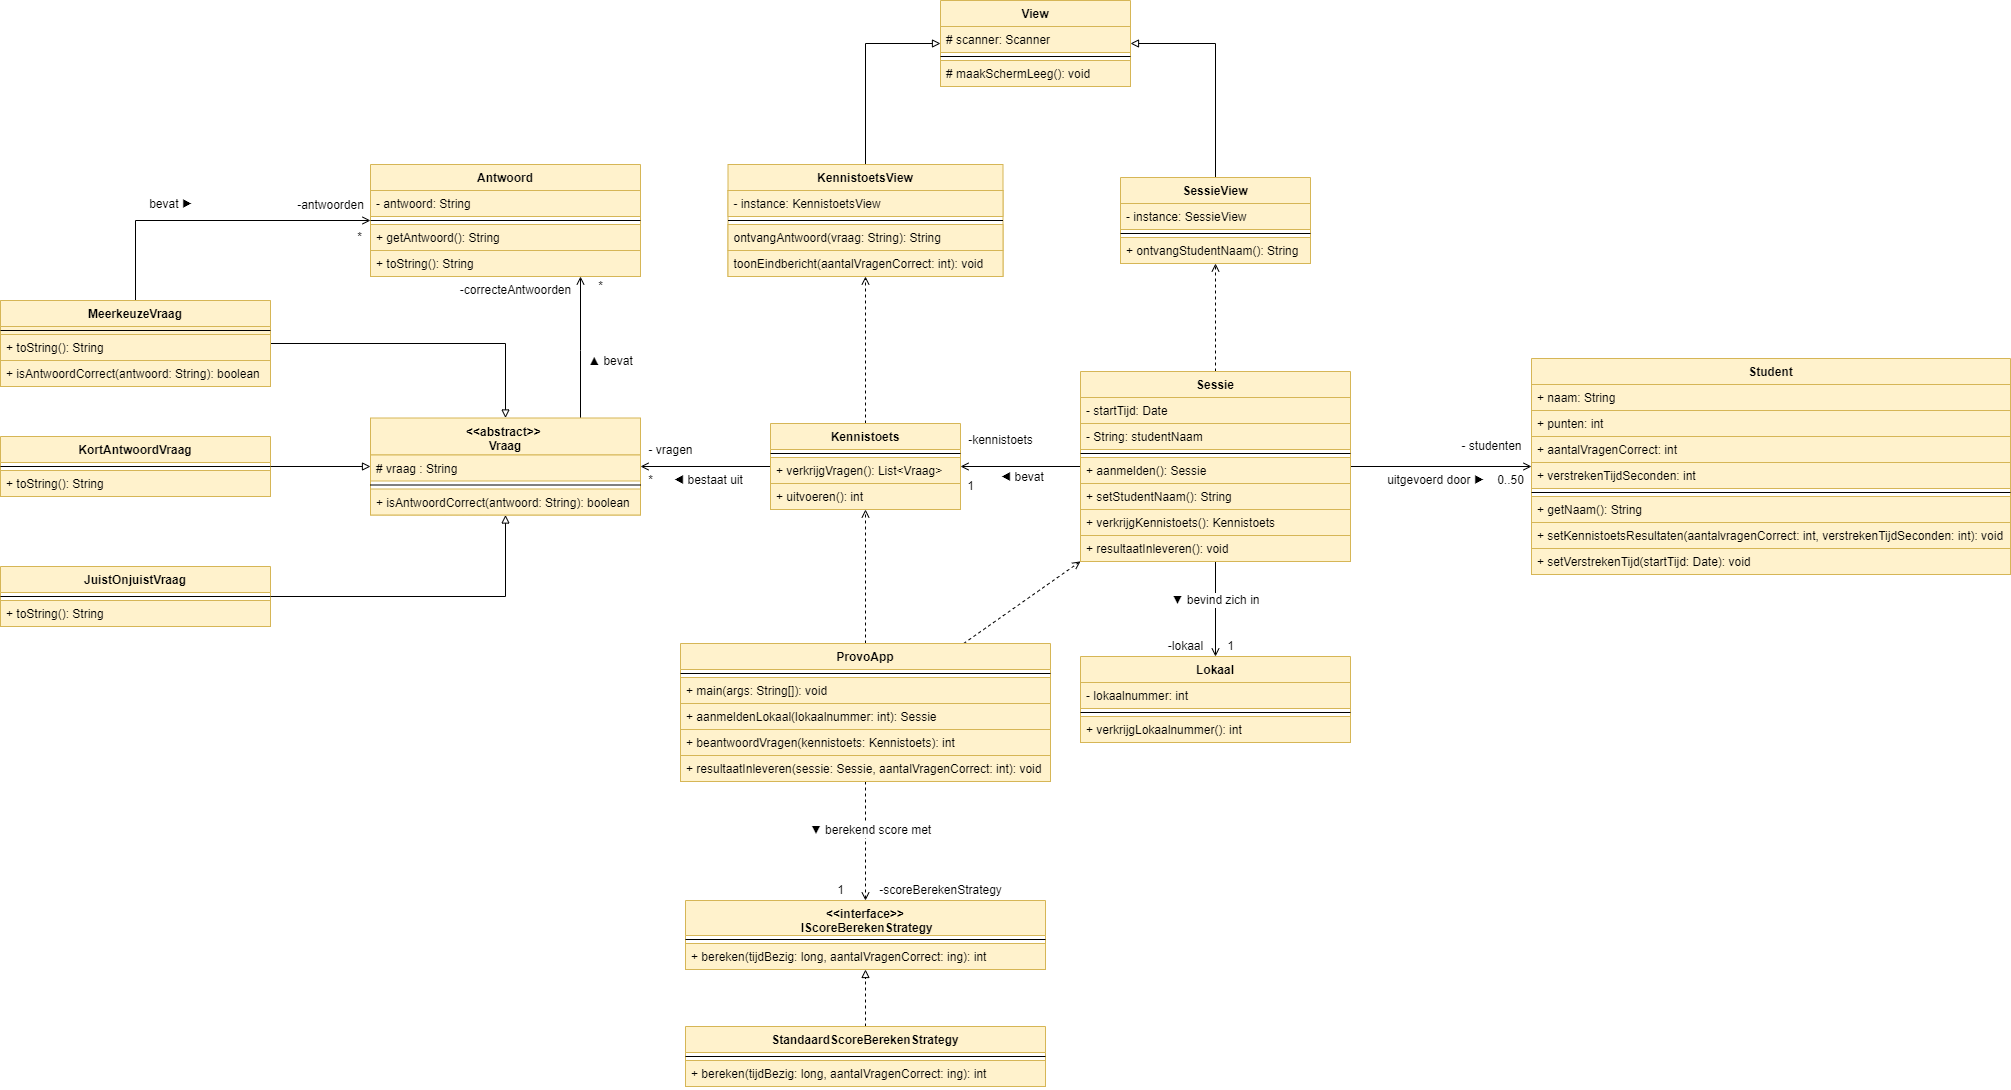 View
# scanner: Scanner
# maakSchermLeeg(): void
bevat ►
-antwoorden
*
Antwoord
- antwoord: String
+ getAntwoord(): String
+ toString(): String
KennistoetsView
- instance: KennistoetsView
ontvangAntwoord(vraag: String): String
toonEindbericht(aantalVragenCorrect: int): void
SessieView
- instance: SessieView
+ ontvangStudentNaam(): String
-correcteAntwoorden
*
▲ bevat
MeerkeuzeVraag
+ toString(): String
+ isAntwoordCorrect(antwoord: String): boolean
KortAntwoordVraag
+ toString(): String
JuistOnjuistVraag
+ toString(): String
<<abstract>>
Vraag
# vraag : String
+ isAntwoordCorrect(antwoord: String): boolean
- vragen
* ◄ bestaat uit
Kennistoets
+ verkrijgVragen(): List<Vraag>
+ uitvoeren(): int
-kennistoets
◄ bevat
1
Sessie
- startTijd: Date
- String: studentNaam
+ aanmelden(): Sessie
+ setStudentNaam(): String
+ verkrijgKennistoets(): Kennistoets
+ resultaatInleveren(): void
- studenten
uitgevoerd door ► 0..50
Student
+ naam: String
+ punten: int
+ aantalVragenCorrect: int
+ verstrekenTijdSeconden: int
+ getNaam(): String
+ setKennistoetsResultaten(aantalvragenCorrect: int, verstrekenTijdSeconden: int): void
+ setVerstrekenTijd(startTijd: Date): void
▼ bevind zich in
-lokaal 1
Lokaal
- lokaalnummer: int
+ verkrijgLokaalnummer(): int
ProvoApp
+ main(args: String[]): void
+ aanmeldenLokaal(lokaalnummer: int): Sessie
+ beantwoordVragen(kennistoets: Kennistoets): int
+ resultaatInleveren(sessie: Sessie, aantalVragenCorrect: int): void
▼ berekend score met
1 -scoreBerekenStrategy
<<interface>>
IScoreBerekenStrategy
+ bereken(tijdBezig: long, aantalVragenCorrect: ing): int
StandaardScoreBerekenStrategy
+ bereken(tijdBezig: long, aantalVragenCorrect: ing): int